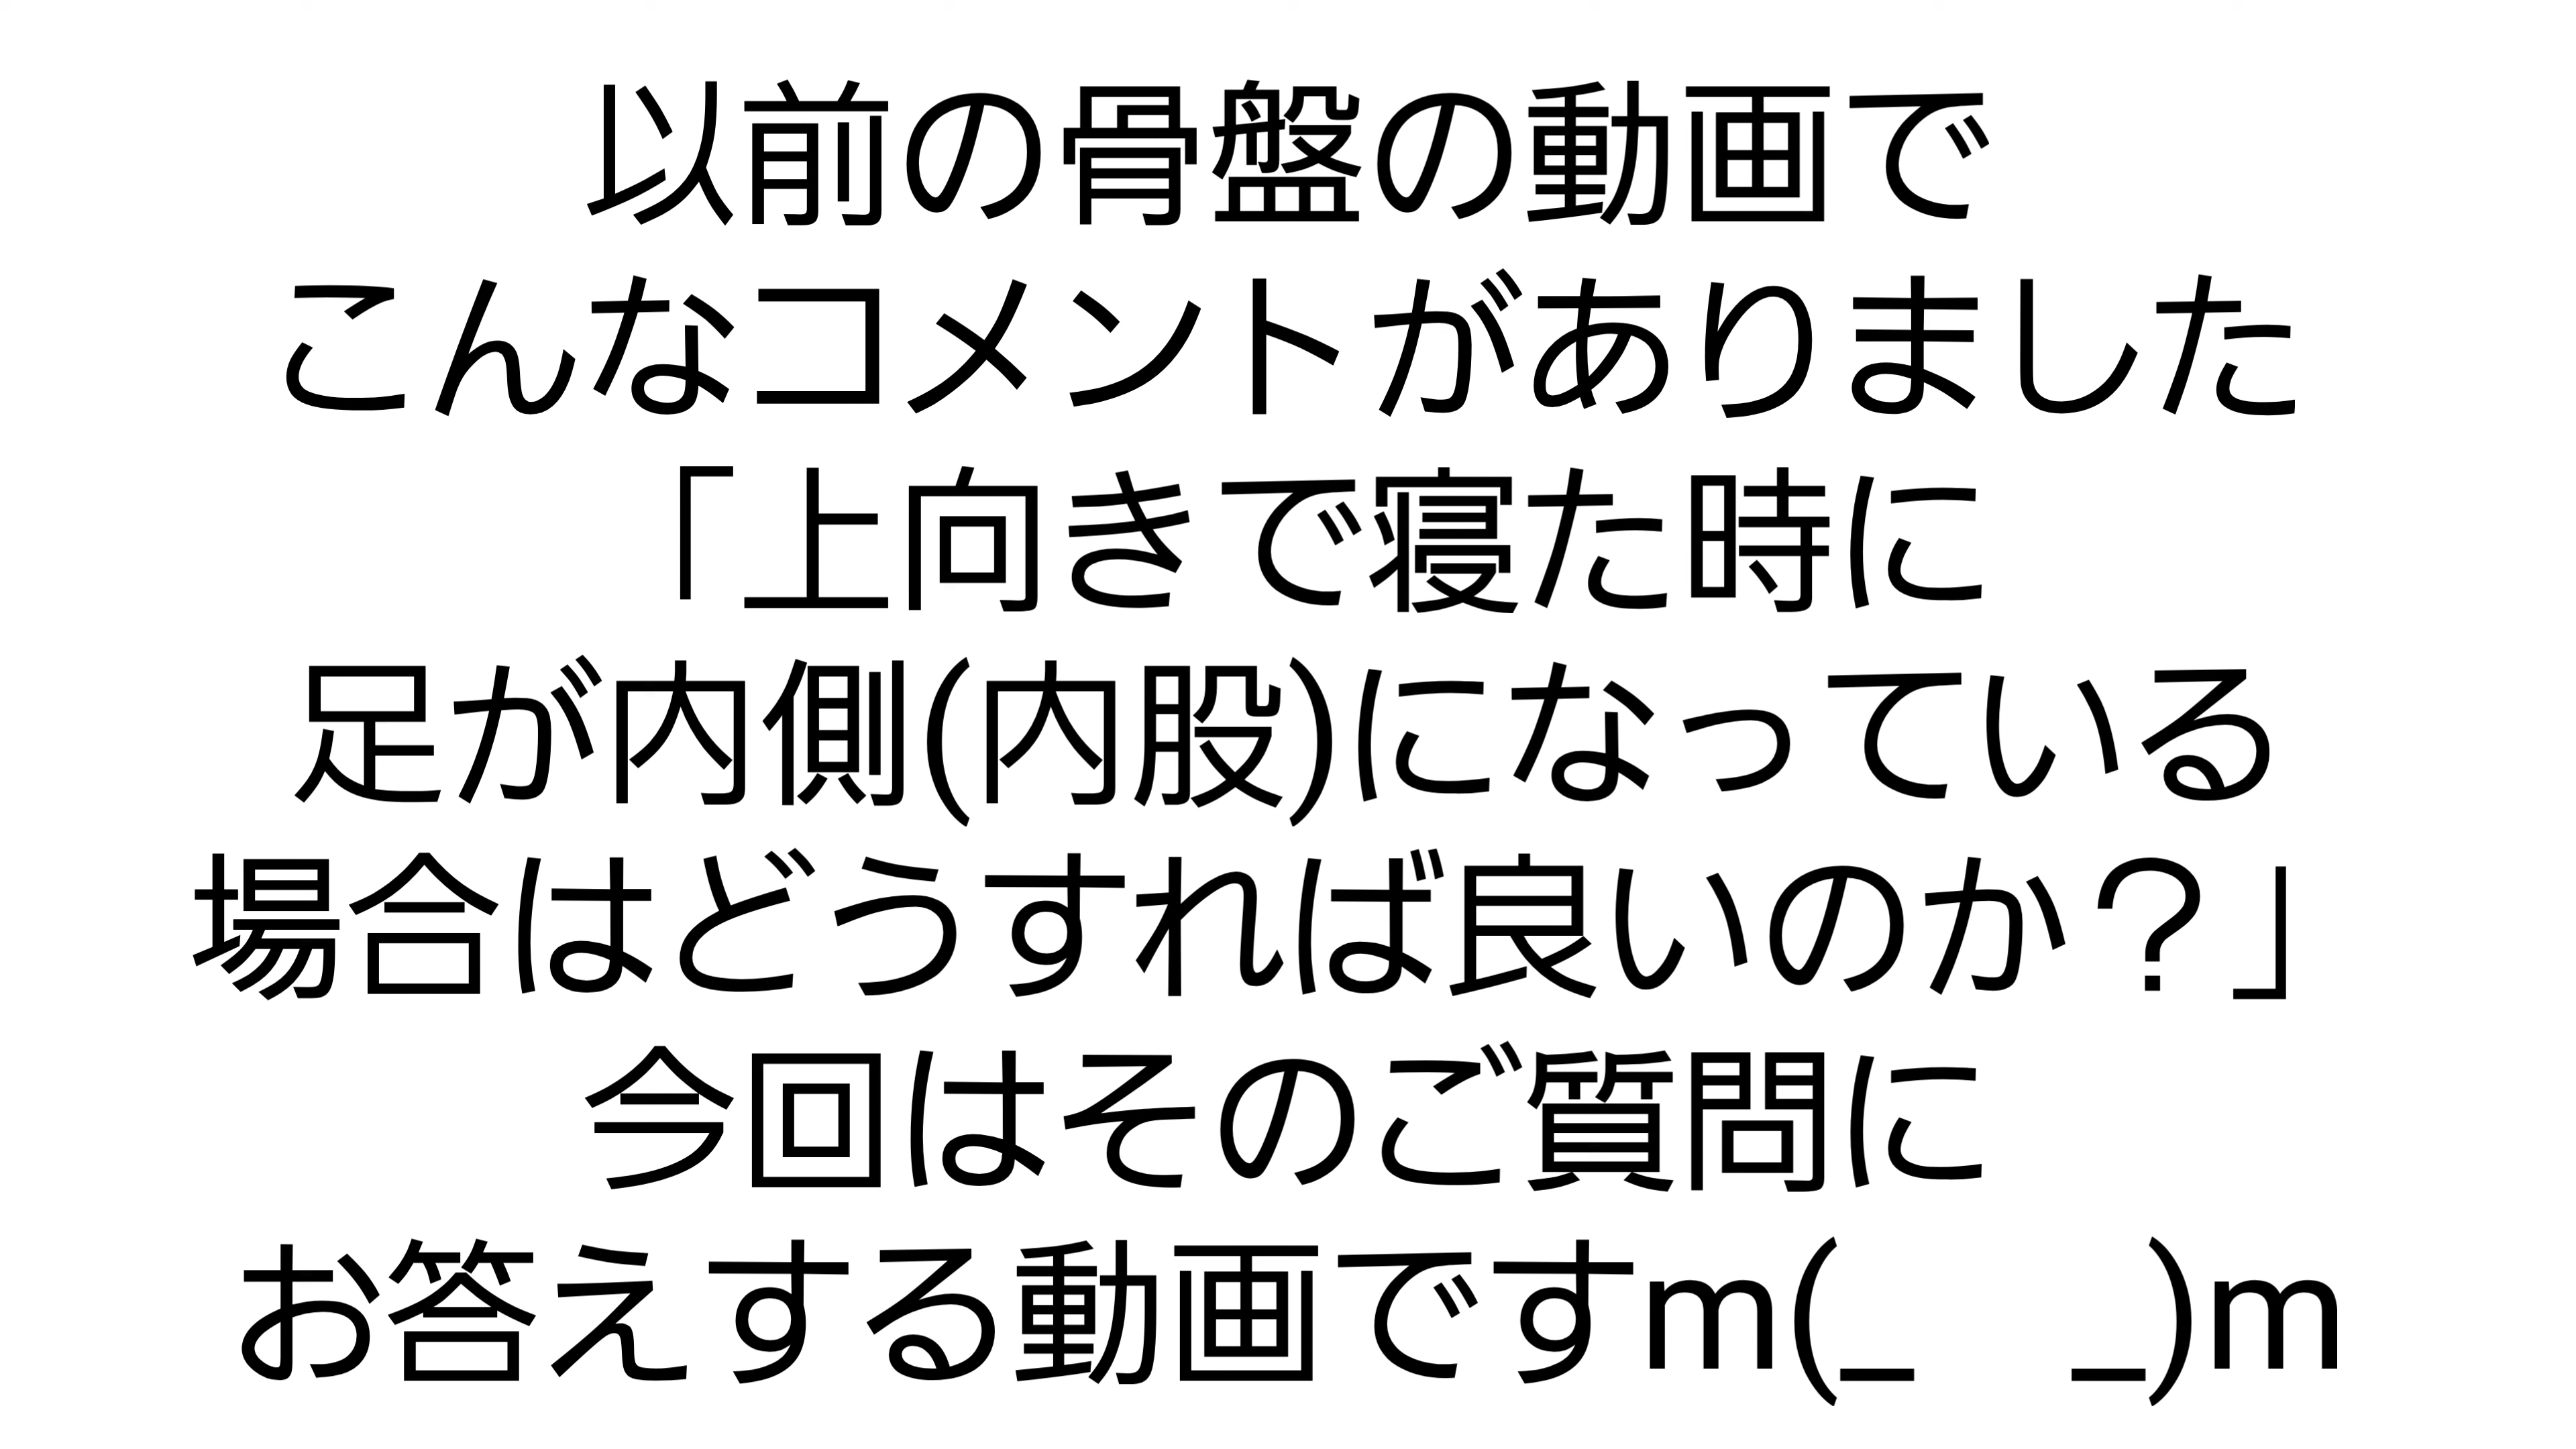 以前の骨盤の動画で
こんなコメントがありました
「上向きで寝た時に
足が内側(内股)になっている
場合はどうすれば良いのか？」
今回はそのご質問に
お答えする動画ですm(_　_)m